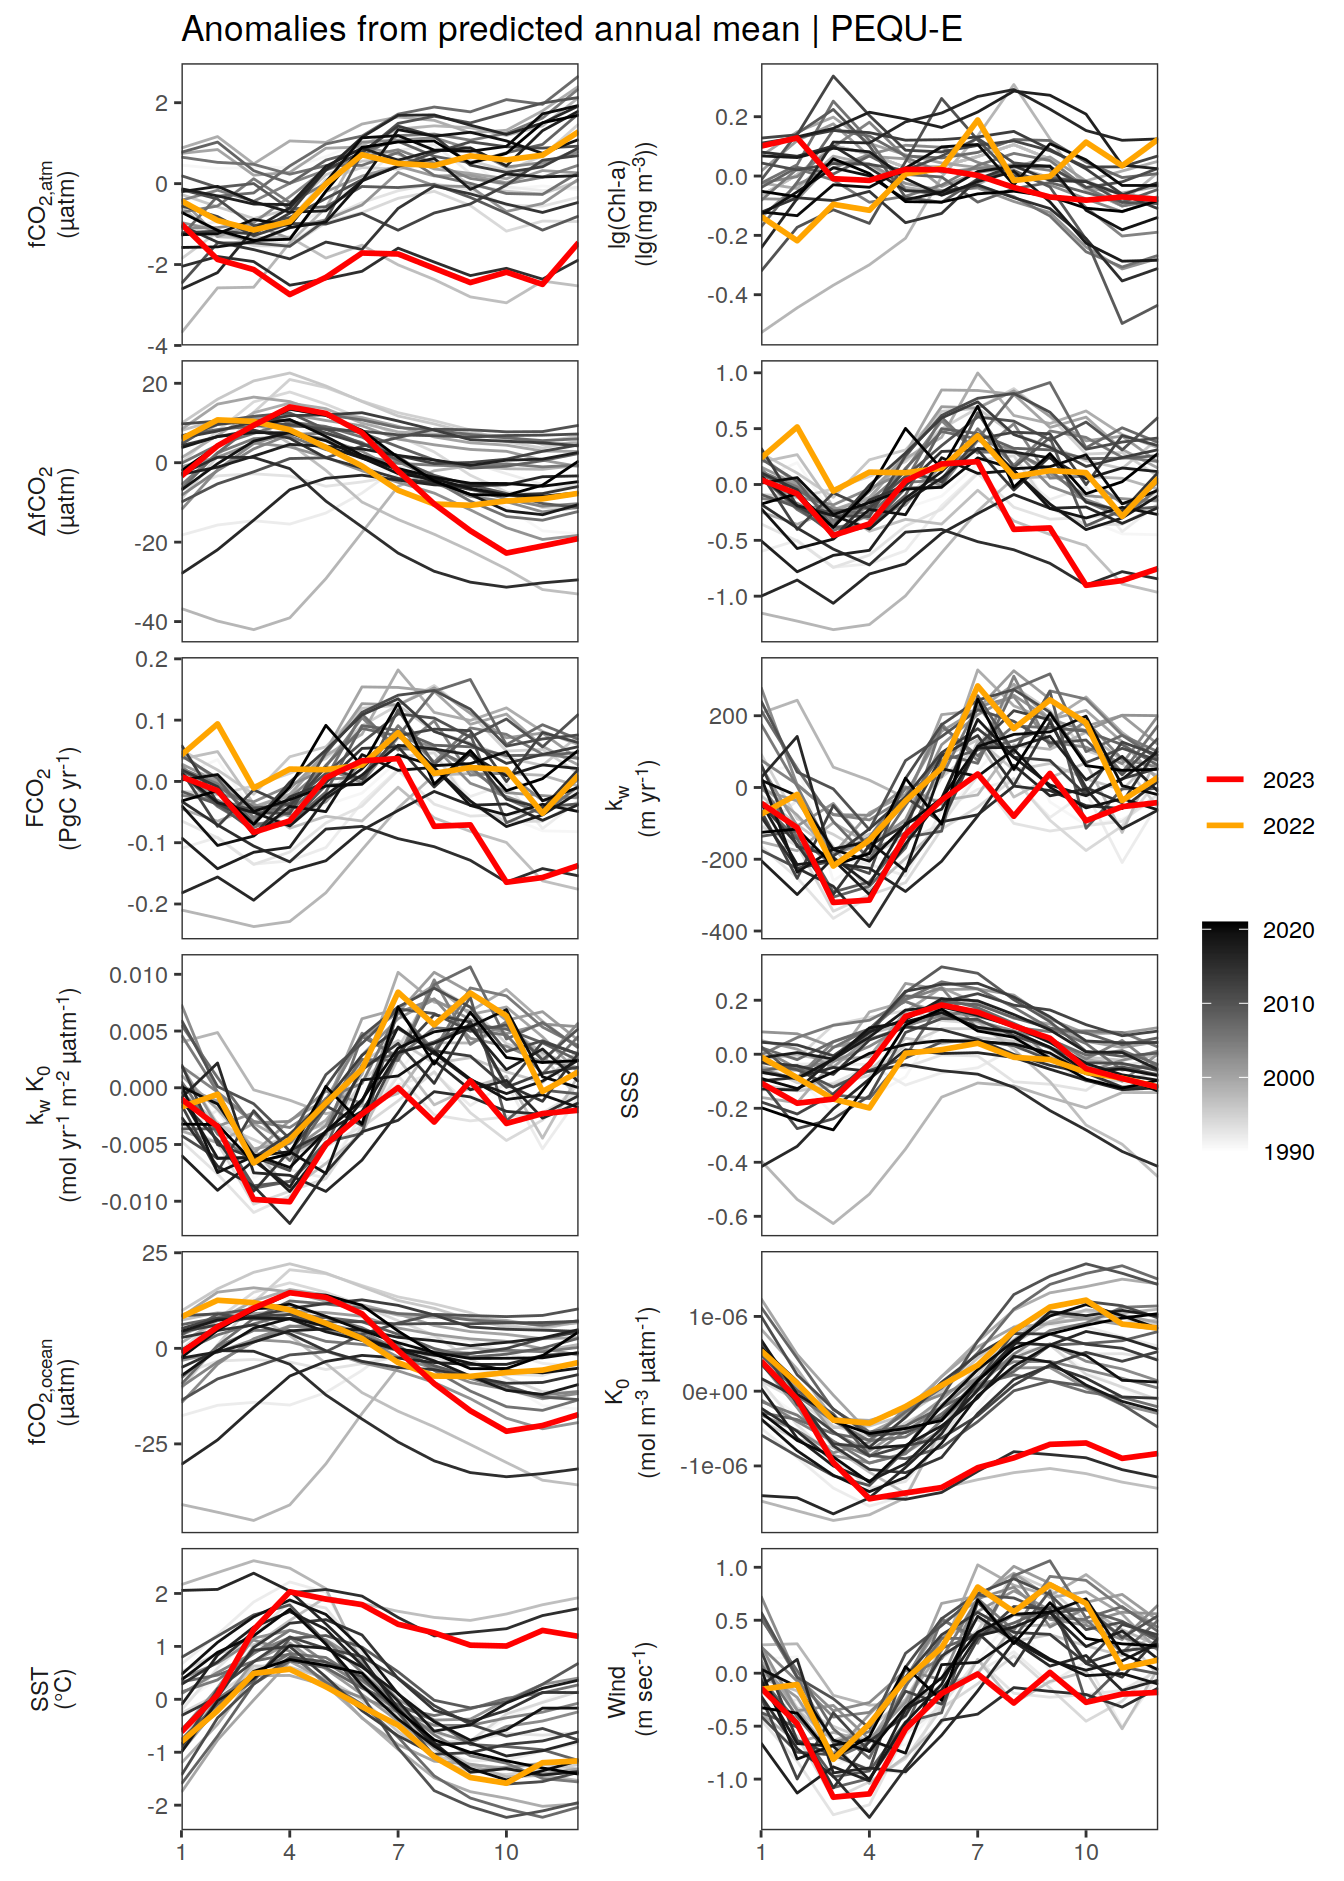 Anomalies from predicted annual mean | PEQU-E
fCO2,atm
(µatm)
2
0
-2
-4
lg(Chl-a)
(lg(mg m-3))
0.2
0.0
-0.2
-0.4
ΔfCO2
(µatm)
20
0
-20
-40
1.0
0.5
0.0
-0.5
-1.0
FCO2
(PgC yr-1)
0.2
0.1
0.0
-0.1
-0.2
kw
(m yr-1)
200
0
-200
-400
kw K0
(mol yr-1 m-2 µatm-1)
0.010
0.005
0.000
-0.005
-0.010
SSS
0.2
0.0
-0.2
-0.4
-0.6
fCO2,ocean
(µatm)
25
0
-25
K0
(mol m-3 µatm-1)
1e-06
0e+00
-1e-06
SST
(°C)
2
1
0
-1
-2
Wind
(m sec-1)
1.0
0.5
0.0
-0.5
-1.0
1 4 7 10
1 4 7 10
2023
2022
2020
2010
2000
1990